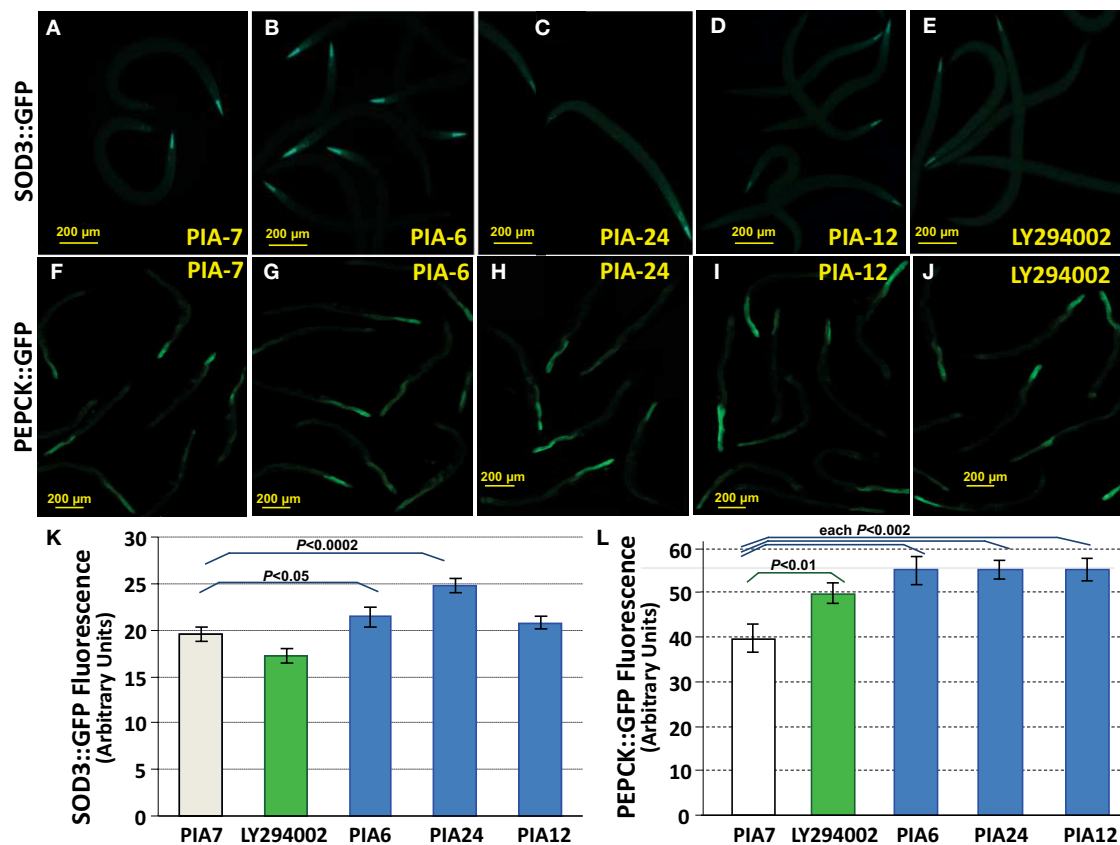 SOD3::GFP
A
B
C
D
E
200 µm
PIA-7
200 µm
PIA-6
200 µm
PIA-24
200 µm
PIA-12
200 µm
LY294002
PEPCK::GFP
F
PIA-7
G
PIA-6
H
PIA-24
I
PIA-12
J
LY294002
200 µm
200 µm
200 µm
200 µm
200 µm
K
SOD3::GFP Fluorescence
(Arbitrary Units)
30
25
20
15
10
5
0
P<0.0002
P<0.05
PIA7 LY294002 PIA6 PIA24 PIA12
L
PEPCK::GFP Fluorescence
(Arbitrary Units)
60
50
40
30
20
10
0
each P<0.002
P<0.01
PIA7 LY294002 PIA6 PIA24 PIA12